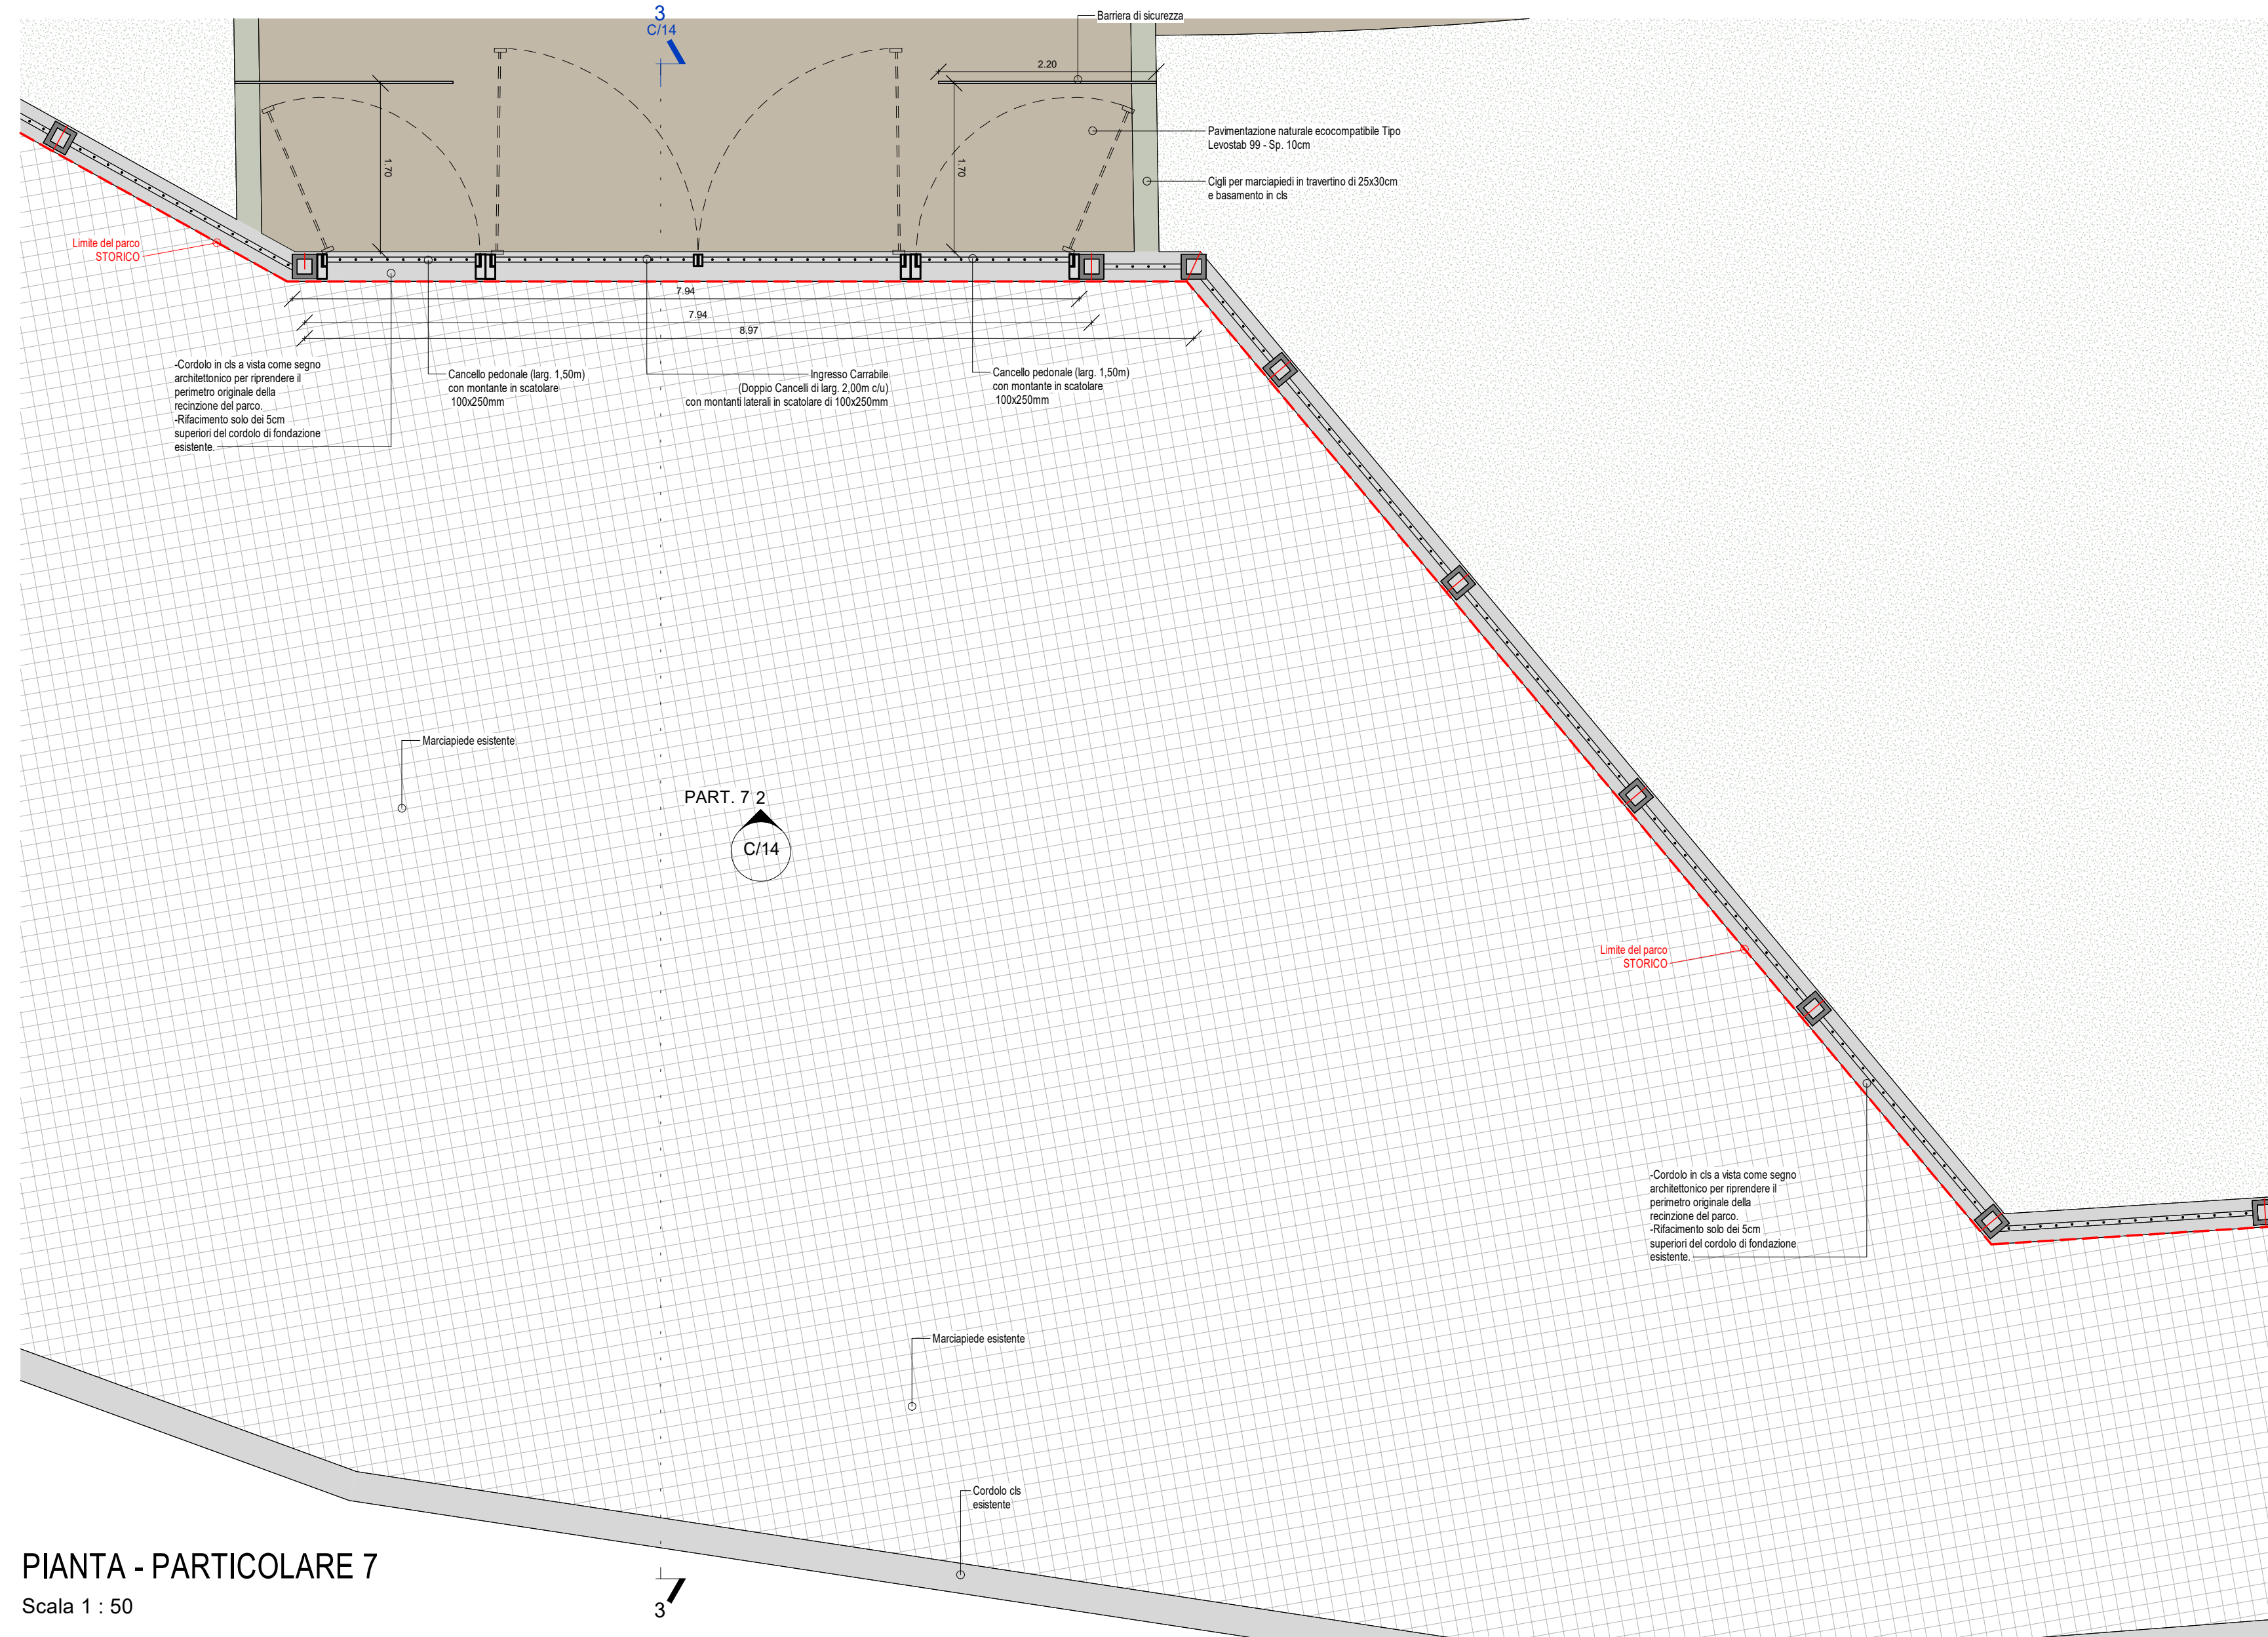 3
C/14
Barriera di sicurezza
2.20
Pavimentazione naturale ecocompatibile Tipo
Levostab 99 - Sp. 10cm
1.70
1.70
Cigli per marciapiedi in travertino di 25x30cm
e basamento in cls
Limite del parco
STORICO
7.94
7.94
8.97
-Cordolo in cls a vista come segno
architettonico per riprendere il
perimetro originale della
recinzione del parco.
-Rifacimento solo dei 5cm
superiori del cordolo di fondazione
esistente.
Cancello pedonale (larg. 1,50m)
con montante in scatolare
100x250mm
Ingresso Carrabile
(Doppio Cancelli di larg. 2,00m c/u)
con montanti laterali in scatolare di 100x250mm
Cancello pedonale (larg. 1,50m)
con montante in scatolare
100x250mm
Marciapiede esistente
PART. 7 2
C/14
Limite del parco
STORICO
-Cordolo in cls a vista come segno
architettonico per riprendere il
perimetro originale della
recinzione del parco.
-Rifacimento solo dei 5cm
superiori del cordolo di fondazione
esistente.
Marciapiede esistente
Cordolo cls
esistente
PIANTA - PARTICOLARE 7
Scala 1 : 50
3